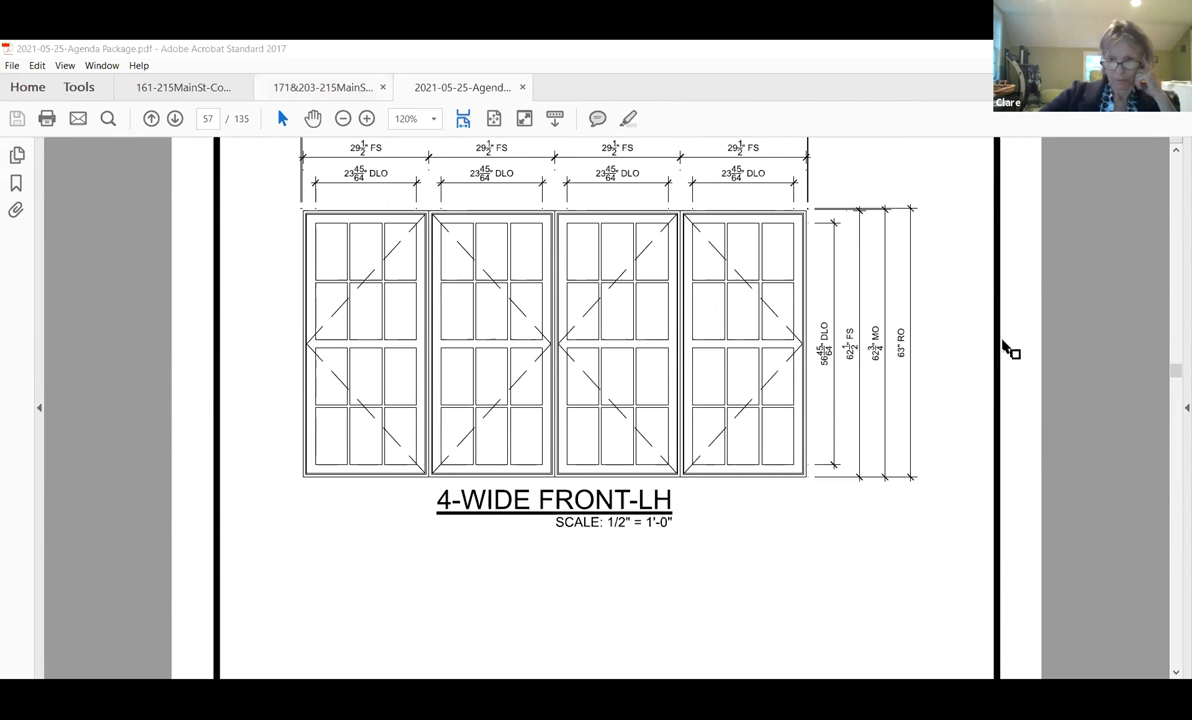 2021-05-25-Agenda Package.pdf - Adobe Acrobat Standard 2017
File Edit View Window Help
Home Tools 161-215MainSt-Co... 171&203-215MainS... × 2021-05-25-Agend... ×
57 / 135 120%
Clare
29 1/2" FS 29 1/2" FS 29 1/2" FS 29 1/2" FS
23 45/64" DLO 23 45/64" DLO 23 45/64" DLO 23 45/64" DLO
56 45/64" DLO
62 1/2" FS
62 3/4" MO
63" RO
4-WIDE FRONT-LH
SCALE: 1/2" = 1'-0"